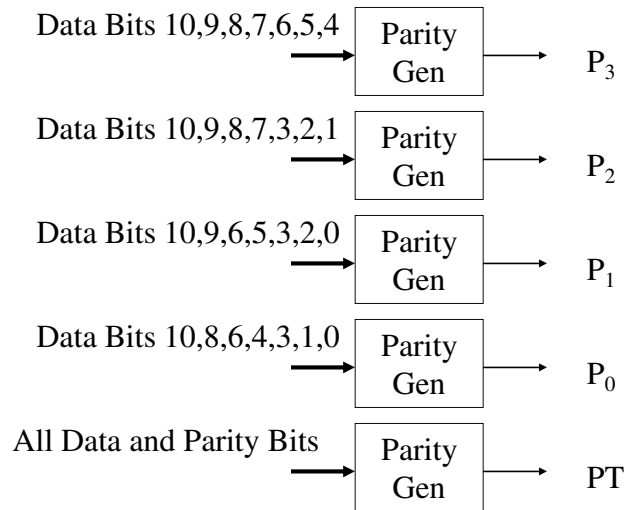 Data Bits 10,9,8,7,6,5,4
Parity
Gen
P₃
Data Bits 10,9,8,7,3,2,1
Parity
Gen
P₂
Data Bits 10,9,6,5,3,2,0
Parity
Gen
P₁
Data Bits 10,8,6,4,3,1,0
Parity
Gen
P₀
All Data and Parity Bits
Parity
Gen
PT